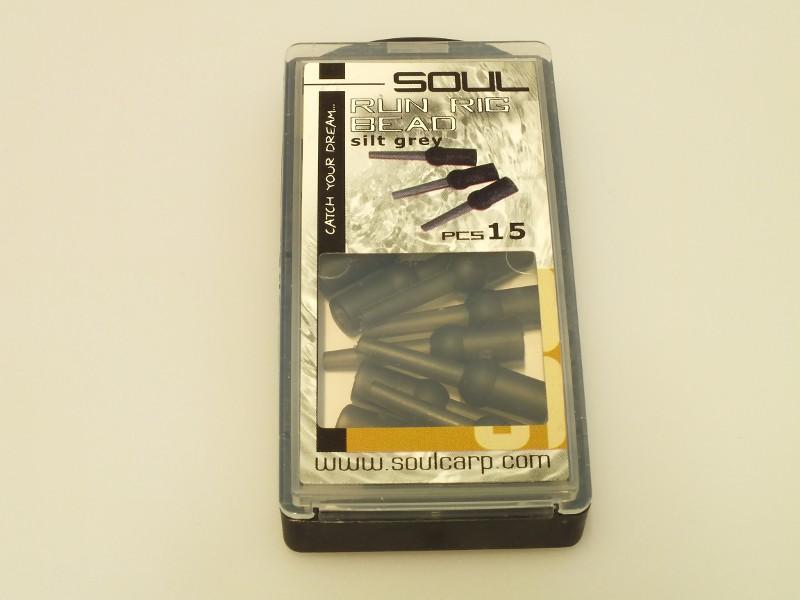 SOUL
RUN RIG
BEAD
silt grey
CATCH YOUR DREAM...
PCS 15
www.soulcarp.com